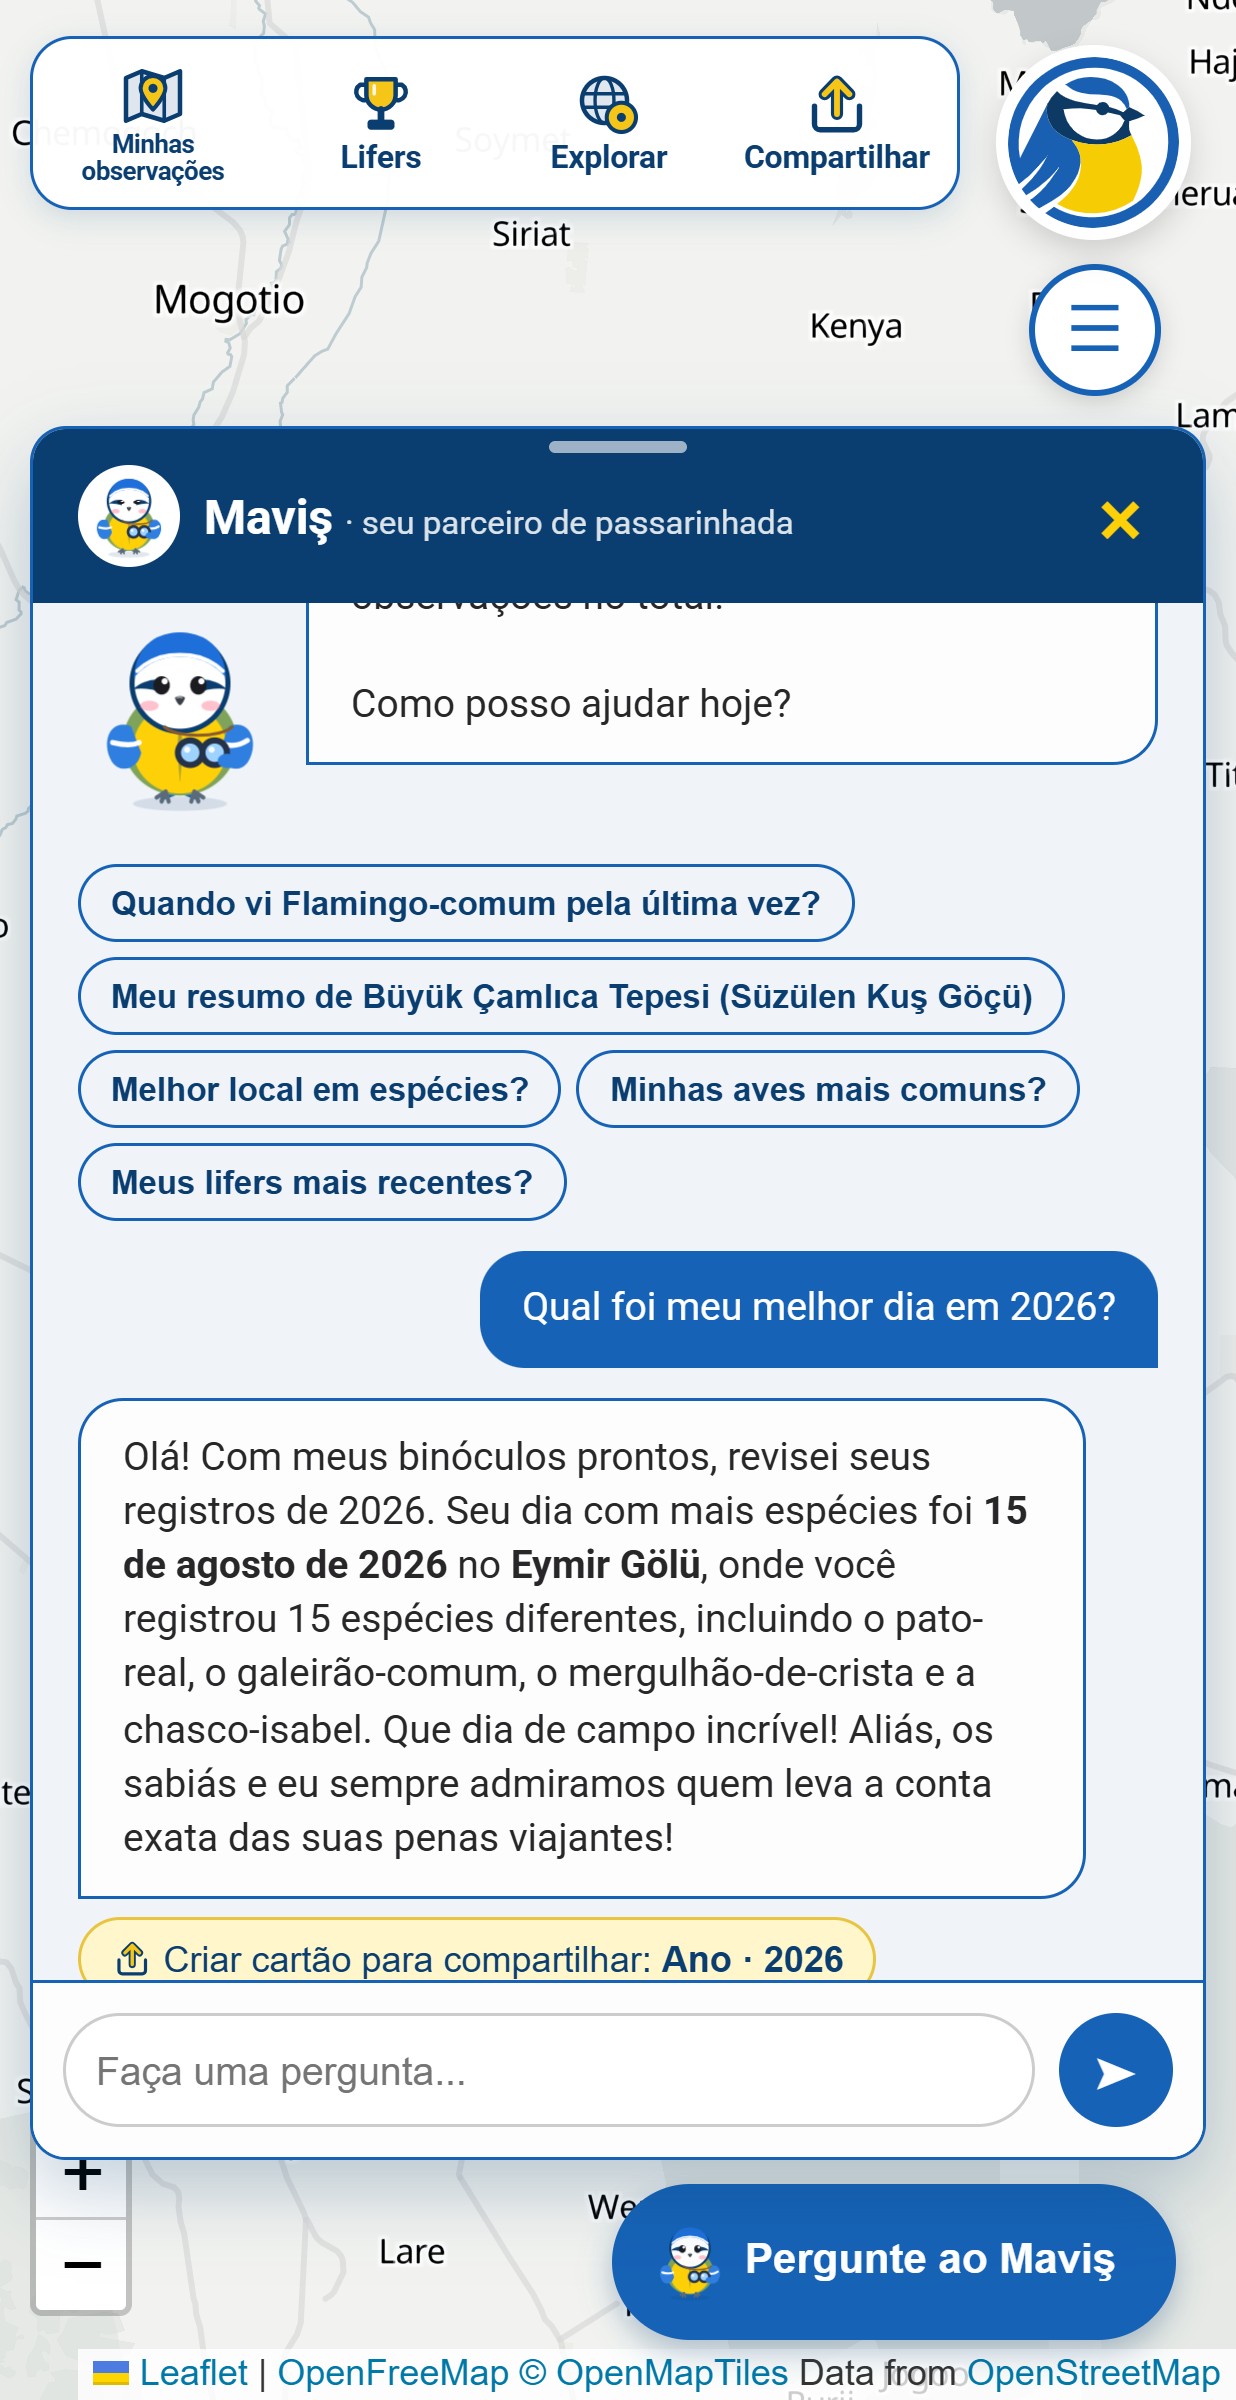 Minhas
observações
Lifers
Explorar
Compartilhar
Soymet
Siriat
Mogotio
Kenya
Lam
Maviş · seu parceiro de passarinhada
observações no total!
Como posso ajudar hoje?
Quando vi Flamingo-comum pela última vez?
Meu resumo de Büyük Çamlıca Tepesi (Süzülen Kuş Göçü)
Melhor local em espécies?
Minhas aves mais comuns?
Meus lifers mais recentes?
Qual foi meu melhor dia em 2026?
Olá! Com meus binóculos prontos, revisei seus
registros de 2026. Seu dia com mais espécies foi 15
de agosto de 2026 no Eymir Gölü, onde você
registrou 15 espécies diferentes, incluindo o pato-
real, o galeirão-comum, o mergulhão-de-crista e a
chasco-isabel. Que dia de campo incrível! Aliás, os
sabiás e eu sempre admiramos quem leva a conta
exata das suas penas viajantes!
Criar cartão para compartilhar: Ano · 2026
Faça uma pergunta...
+
−
Lare
Pergunte ao Maviş
Leaflet | OpenFreeMap © OpenMapTiles Data from OpenStreetMap